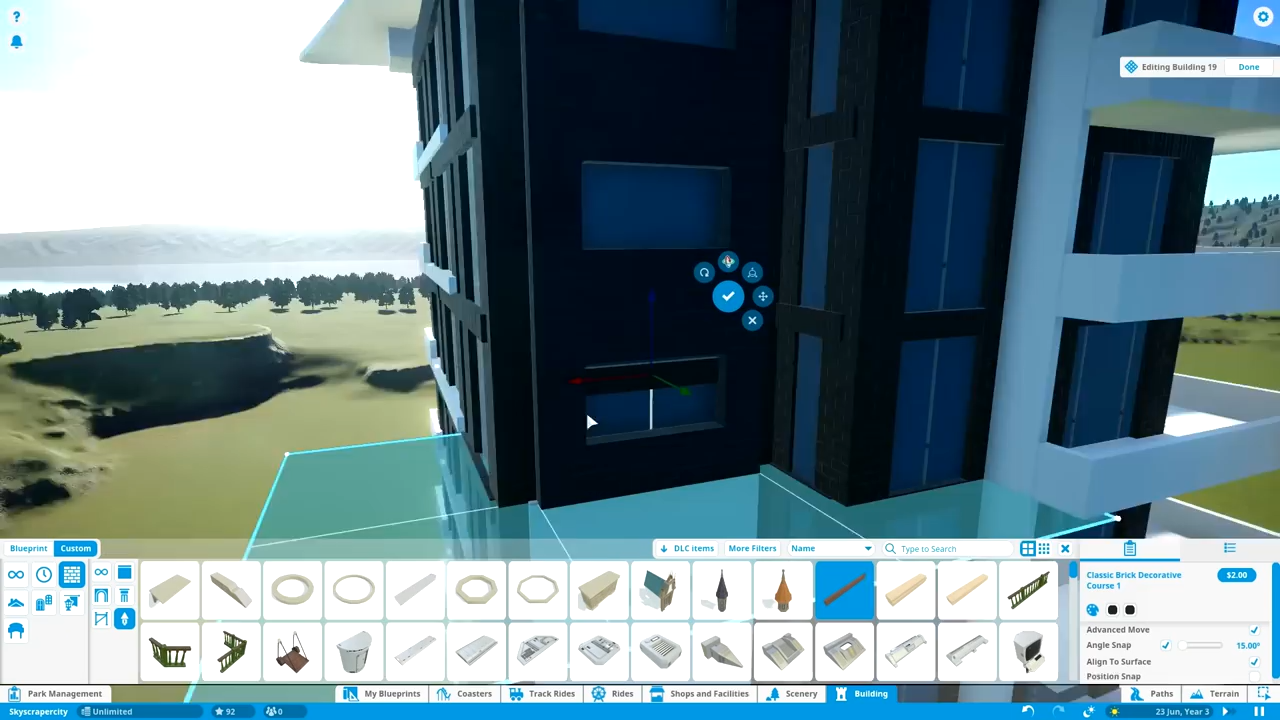 ?
Editing Building 19 Done
Blueprint Custom DLC items More Filters Name Type to Search
Classic Brick Decorative
Course 1
$2.00
Advanced Move
Angle Snap 15.00°
Align To Surface
Position Snap
Park Management My Blueprints Coasters Track Rides Rides Shops and Facilities Scenery Building Paths Terrain
Skyscrapercity Unlimited 92 0 23 Jun, Year 3